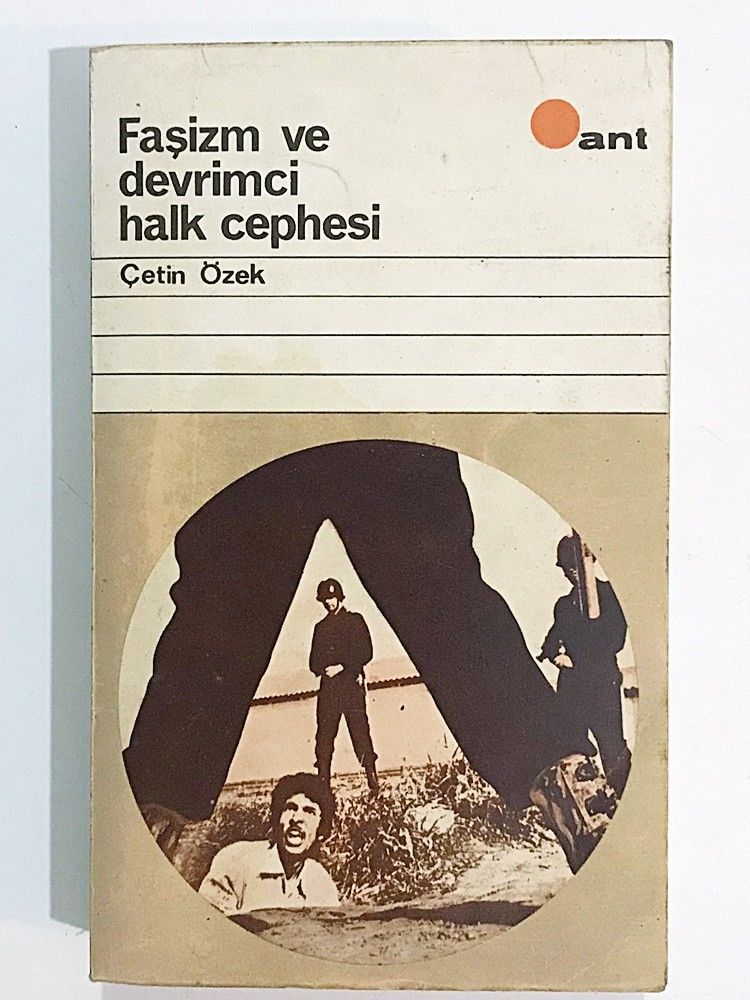 Faşizm ve
devrimci
halk cephesi
ant
Çetin Özek